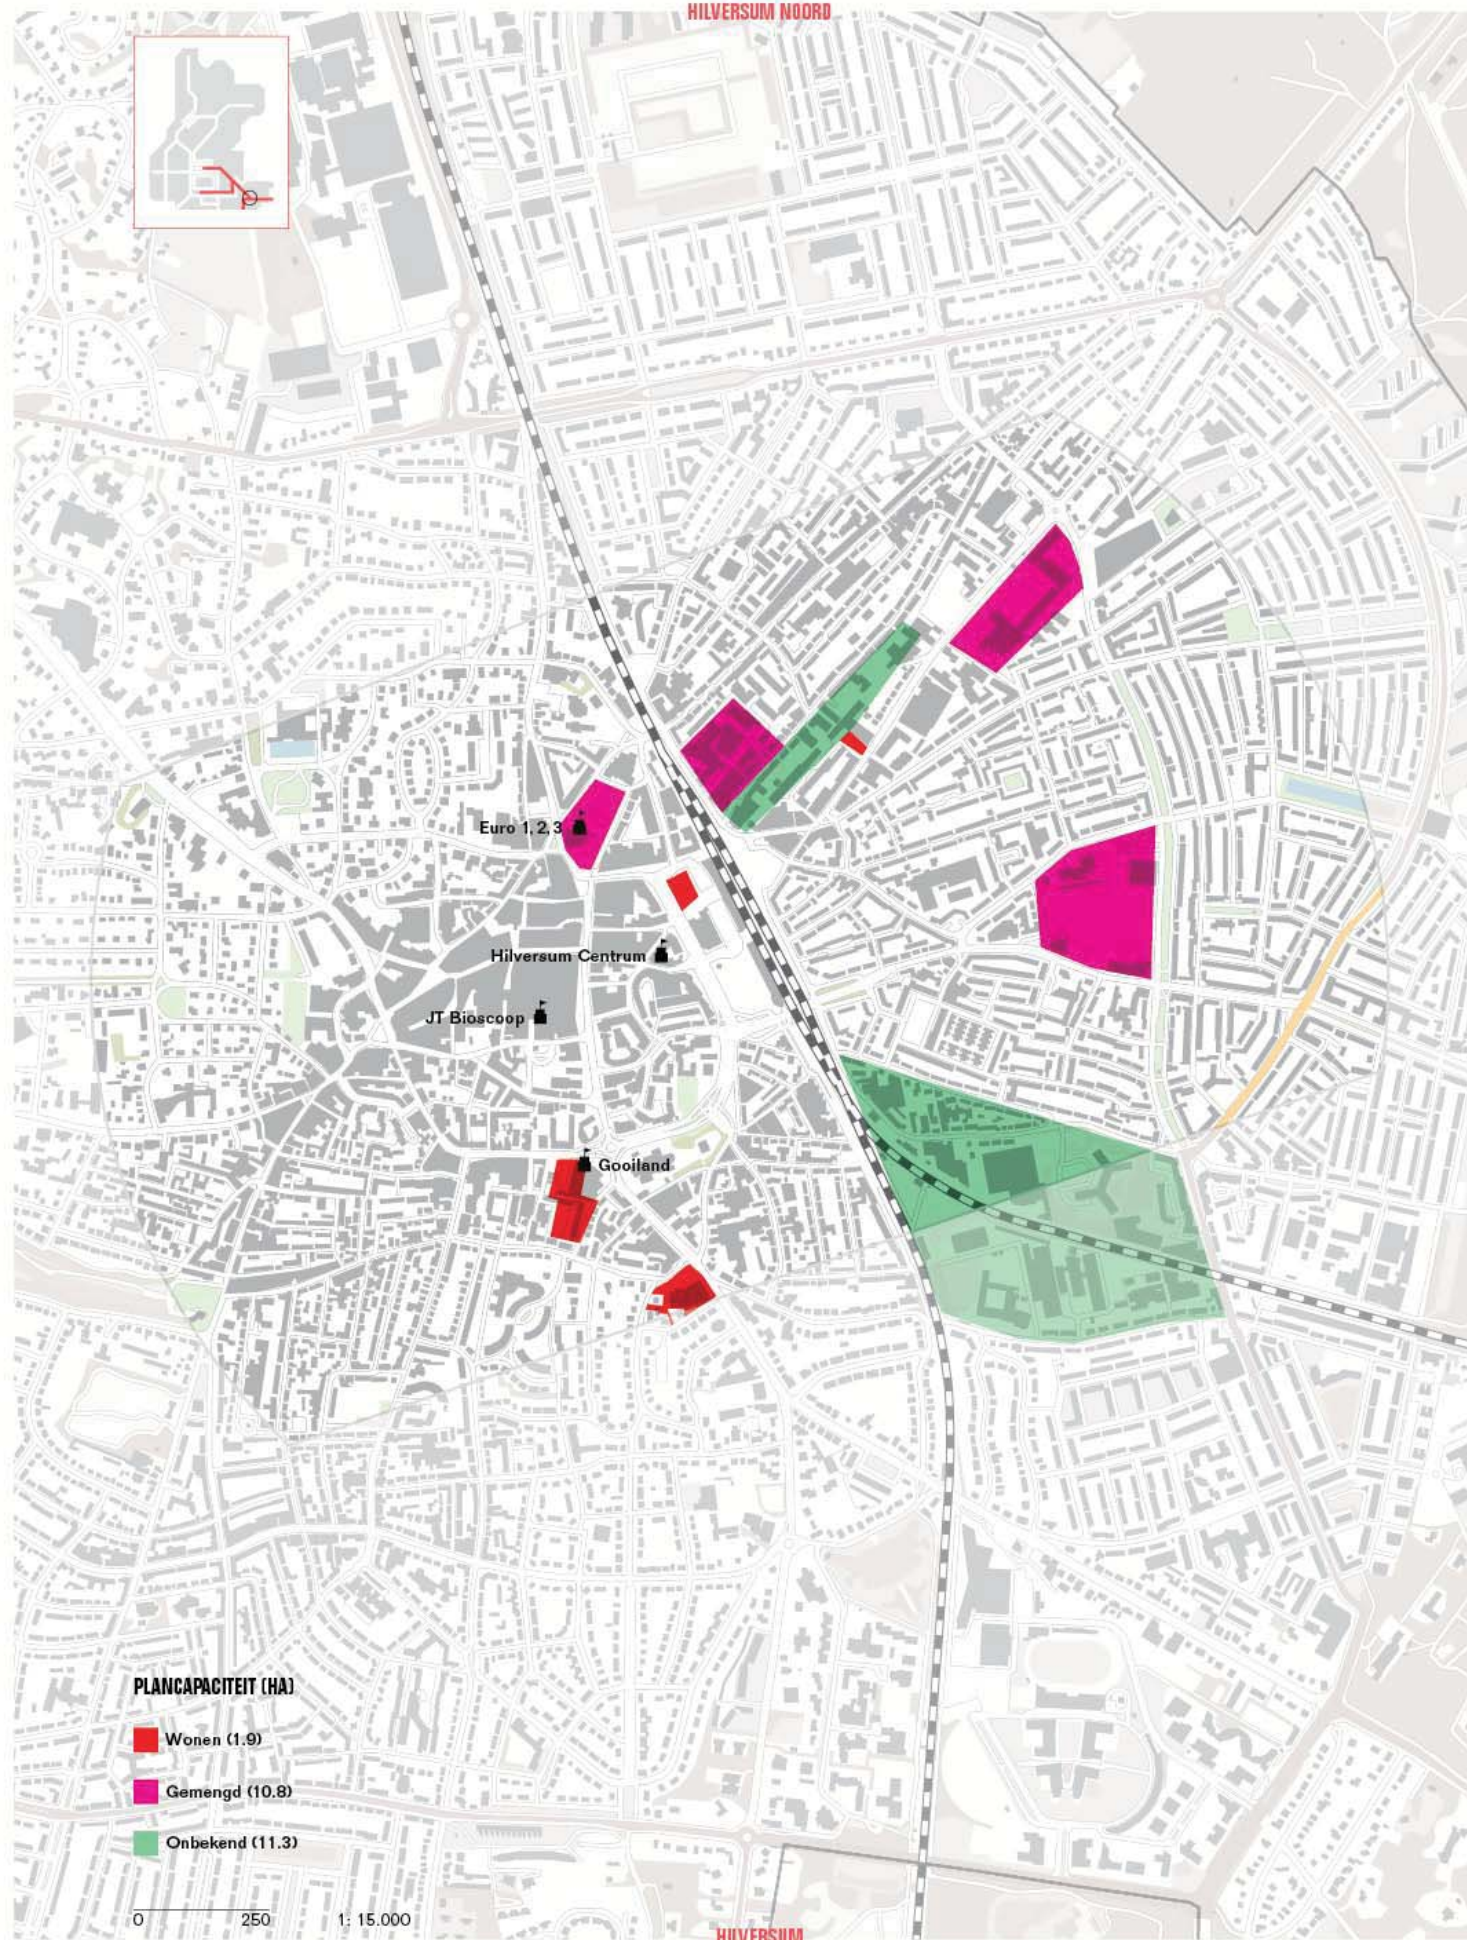 HILVERSUM NOORD
Euro 1, 2, 3
Hilversum Centrum
JT Bioscoop
Gooiland
PLANCAPACITEIT (HA)
Wonen (1.9)
Gemengd (10.8)
Onbekend (11.3)
0 250 1: 15.000
HILVERSUM